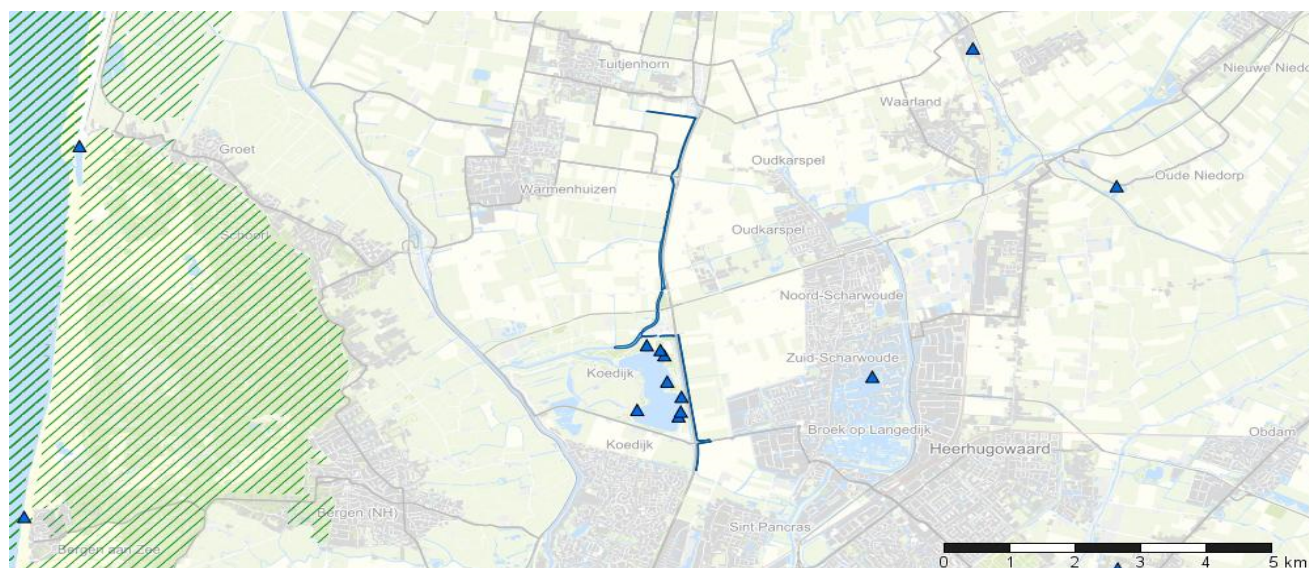 Tuitjenhorn
Nieuwe Niedo
Waarland
Groet
Oudkarspel
Oude Niedorp
Warmenhuizen
Schoorl
Oudkarspel
Noord-Scharwoude
Zuid-Scharwoude
Koedijk
Broek op Langedijk
Obdam
Koedijk
Heerhugowaard
Bergen (NH)
Sint Pancras
Bergen aan Zee
0 1 2 3 4 5 km